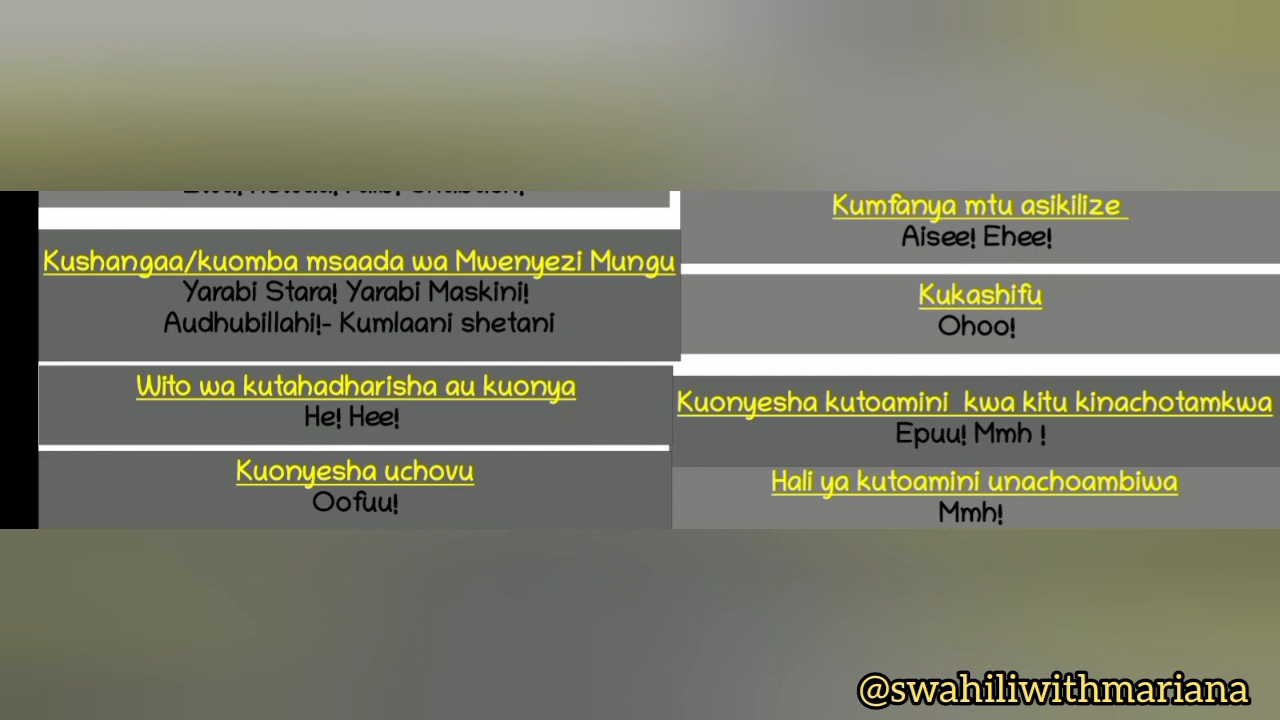 Kushangaa/kuomba msaada wa Mwenyezi Mungu
Yarabi Stara! Yarabi Maskini!
Audhubillahi!- Kumlaani shetani
Wito wa kutahadharisha au kuonya
He! Hee!
Kuonyesha uchovu
Oofuu!
Kumfanya mtu asikilize
Aisee! Ehee!
Kukashifu
Ohoo!
Kuonyesha kutoamini kwa kitu kinachotamkwa
Epuu! Mmh !
Hali ya kutoamini unachoambiwa
Mmh!
@swahiliwithmariana